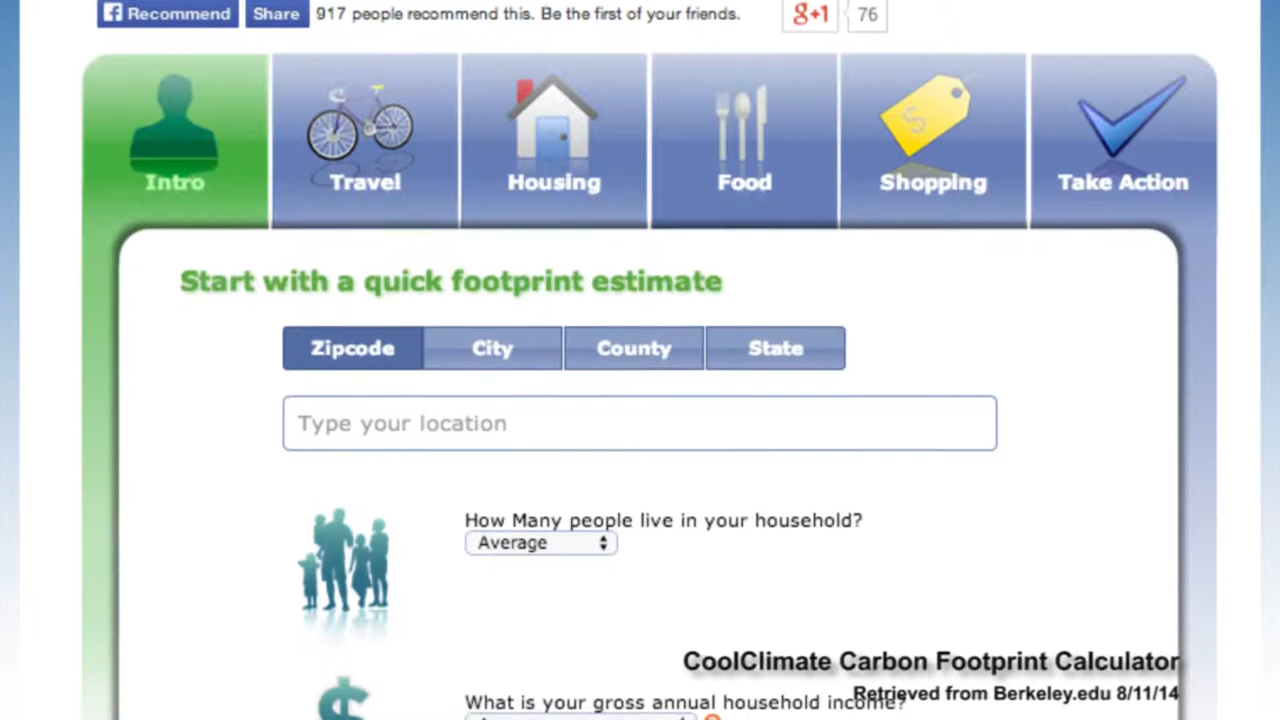 Recommend Share 917 people recommend this. Be the first of your friends. g+1 76
Intro Travel Housing Food Shopping Take Action
Start with a quick footprint estimate
Zipcode City County State
Type your location
How Many people live in your household?
Average
CoolClimate Carbon Footprint Calculator
Retrieved from Berkeley.edu 8/11/14
What is your gross annual household income?